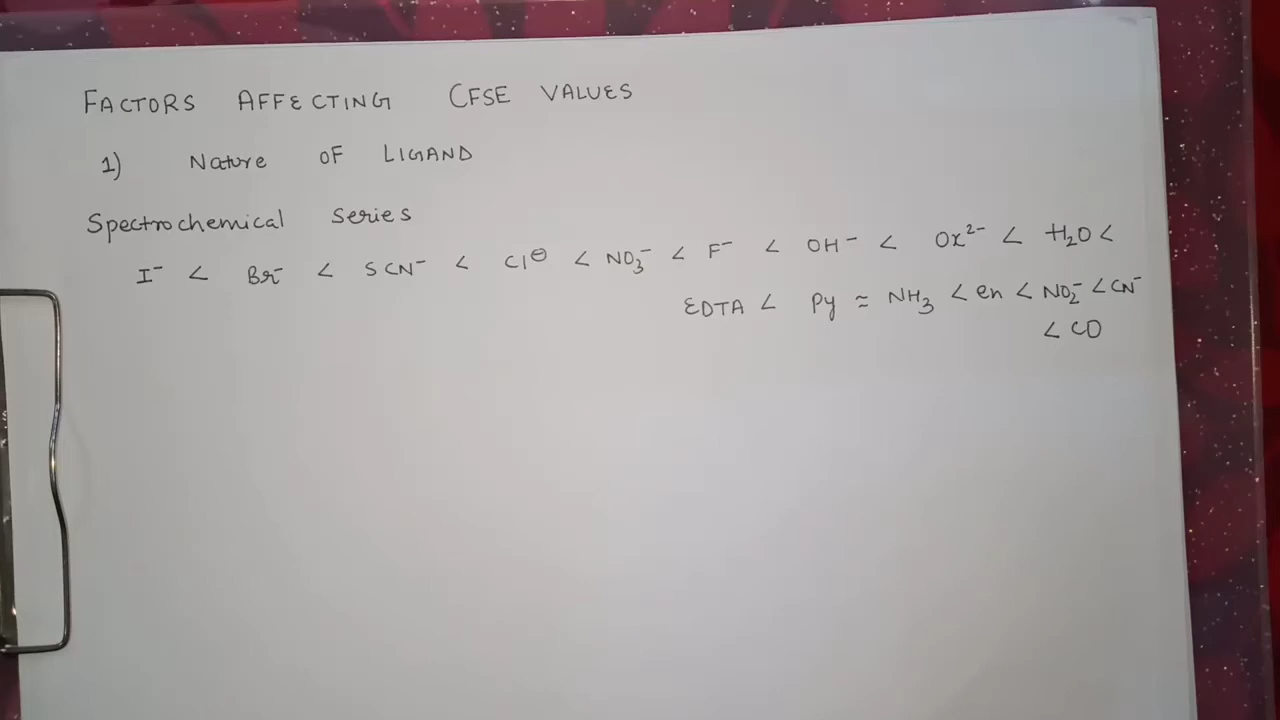 FACTORS AFFECTING CFSE VALUES
1) Nature OF LIGAND
Spectrochemical Series
I⁻ < Br⁻ < SCN⁻ < Cl⊖ < NO₃⁻ < F⁻ < OH⁻ < Ox²⁻ < H₂O <
EDTA < Py ≈ NH₃ < en < NO₂⁻ < CN⁻
< CO